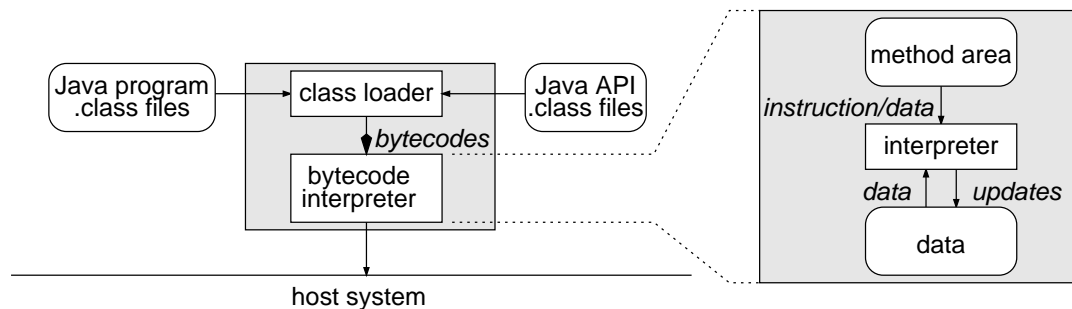 Java program
.class files
class loader
Java API
.class files
bytecodes
bytecode
interpreter
host system
method area
instruction/data
interpreter
data
updates
data